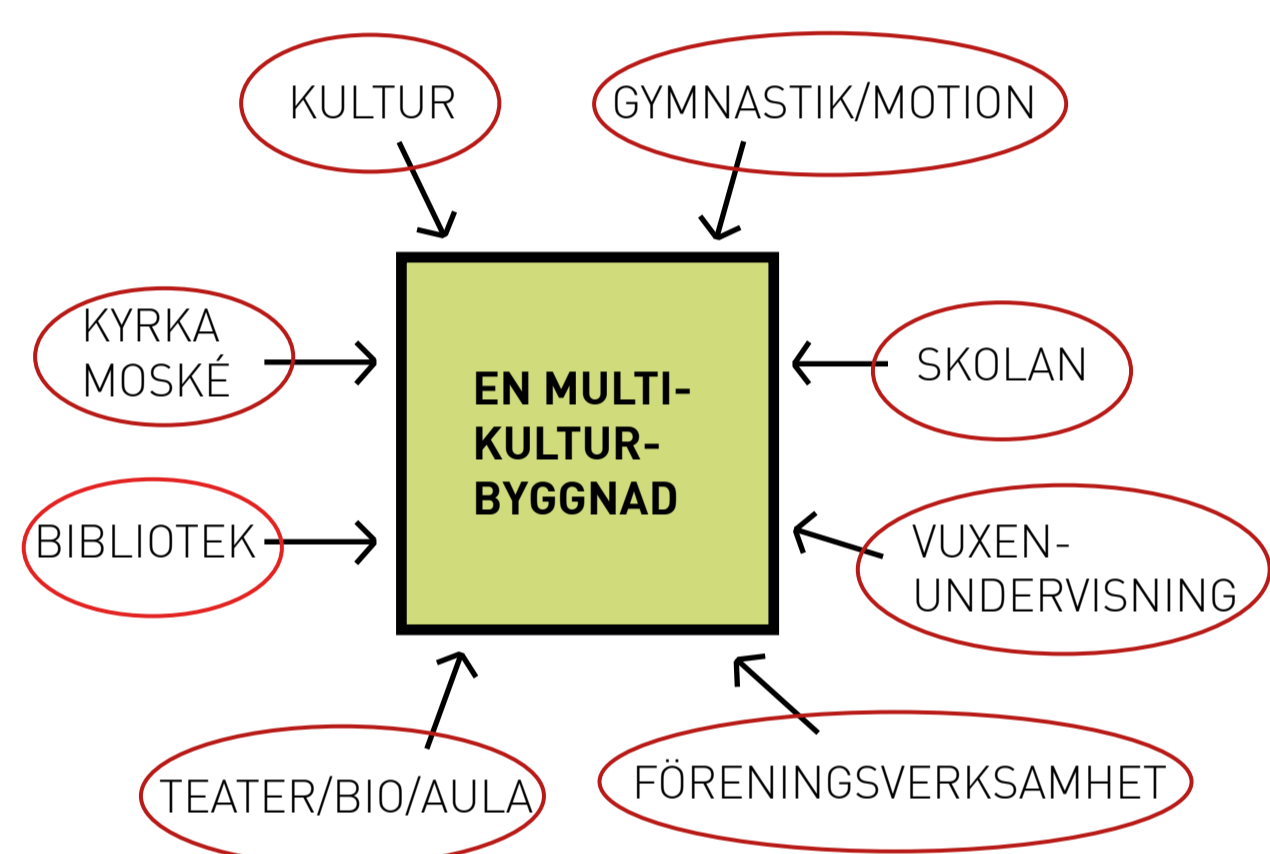 KULTUR
GYMNASTIK/MOTION
KYRKA
MOSKÉ
SKOLAN
EN MULTI-
KULTUR-
BYGGNAD
BIBLIOTEK
VUXEN-
UNDERVISNING
TEATER/BIO/AULA
FÖRENINGSVERKSAMHET